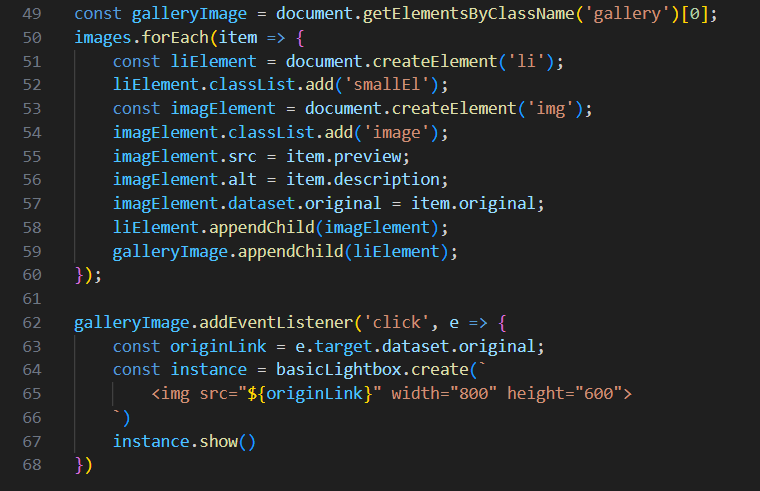 49 const galleryImage = document.getElementsByClassName('gallery')[0];
50 images.forEach(item => {
51     const liElement = document.createElement('li');
52     liElement.classList.add('smallEl');
53     const imagElement = document.createElement('img');
54     imagElement.classList.add('image');
55     imagElement.src = item.preview;
56     imagElement.alt = item.description;
57     imagElement.dataset.original = item.original;
58     liElement.appendChild(imagElement);
59     galleryImage.appendChild(liElement);
60 });
61
62 galleryImage.addEventListener('click', e => {
63     const originLink = e.target.dataset.original;
64     const instance = basicLightbox.create(`
65         <img src="${originLink}" width="800" height="600">
66     `)
67     instance.show()
68 })